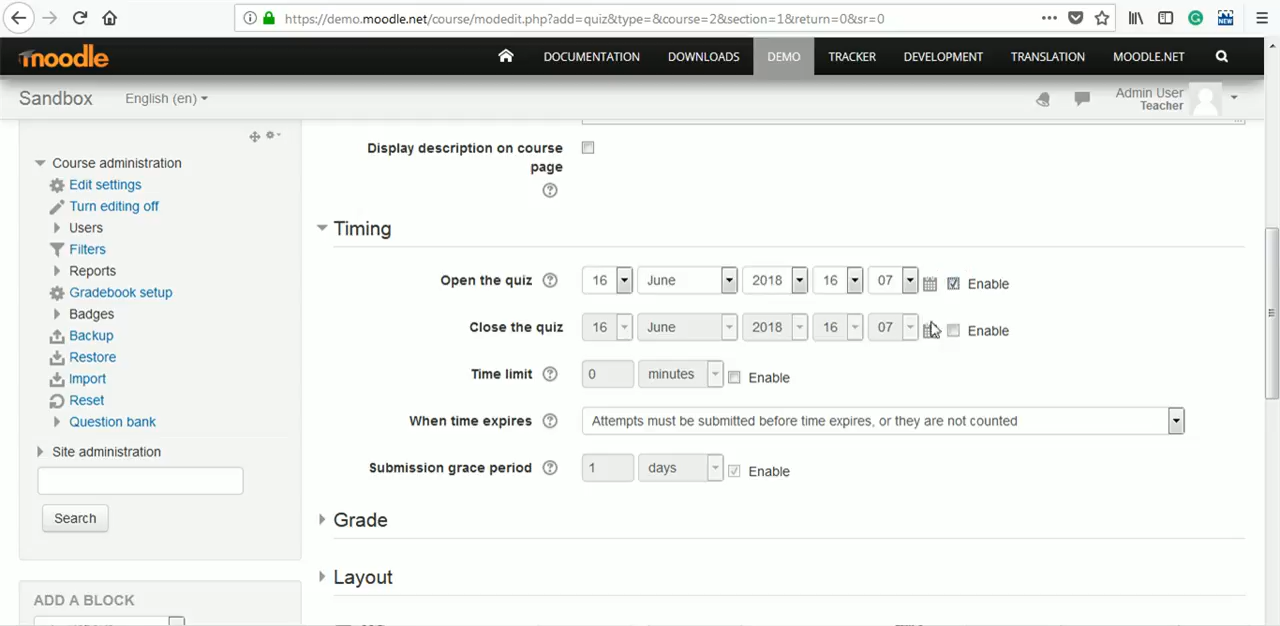 https://demo.moodle.net/course/modedit.php?add=quiz&type=&course=2&section=1&return=0&sr=0
NEW
moodle
DOCUMENTATION DOWNLOADS DEMO TRACKER DEVELOPMENT TRANSLATION MOODLE.NET
Sandbox English (en)
Admin User
Teacher
Course administration
Edit settings
Turn editing off
Users
Filters
Reports
Gradebook setup
Badges
Backup
Restore
Import
Reset
Question bank
Site administration
Search
ADD A BLOCK
Display description on course
page
Timing
Open the quiz 16 June 2018 16 07 Enable
Close the quiz 16 June 2018 16 07 Enable
Time limit 0 minutes Enable
When time expires Attempts must be submitted before time expires, or they are not counted
Submission grace period 1 days Enable
Grade
Layout